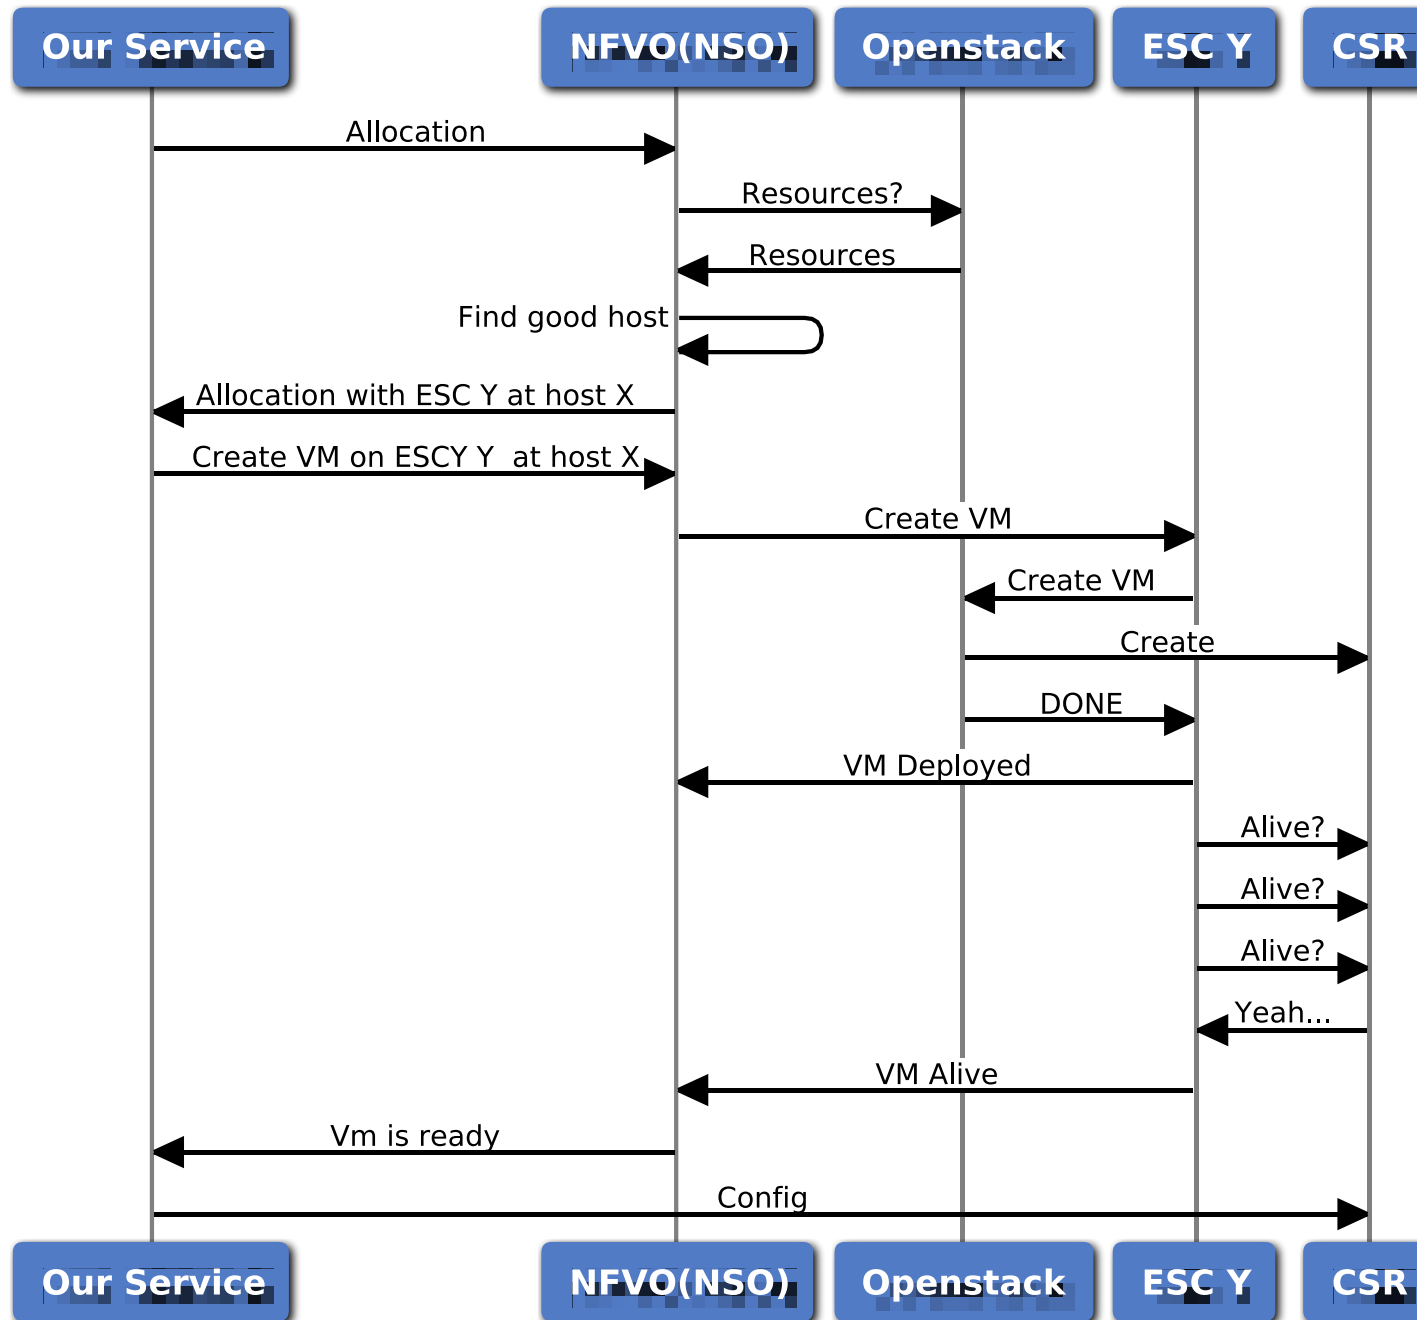 Our Service
NFVO(NSO)
Openstack
ESC Y
CSR
Allocation
Resources?
Resources
Find good host
Allocation with ESC Y at host X
Create VM on ESCY Y  at host X
Create VM
Create VM
Create
DONE
VM Deployed
Alive?
Alive?
Alive?
Yeah...
VM Alive
Vm is ready
Config
Our Service
NFVO(NSO)
Openstack
ESC Y
CSR